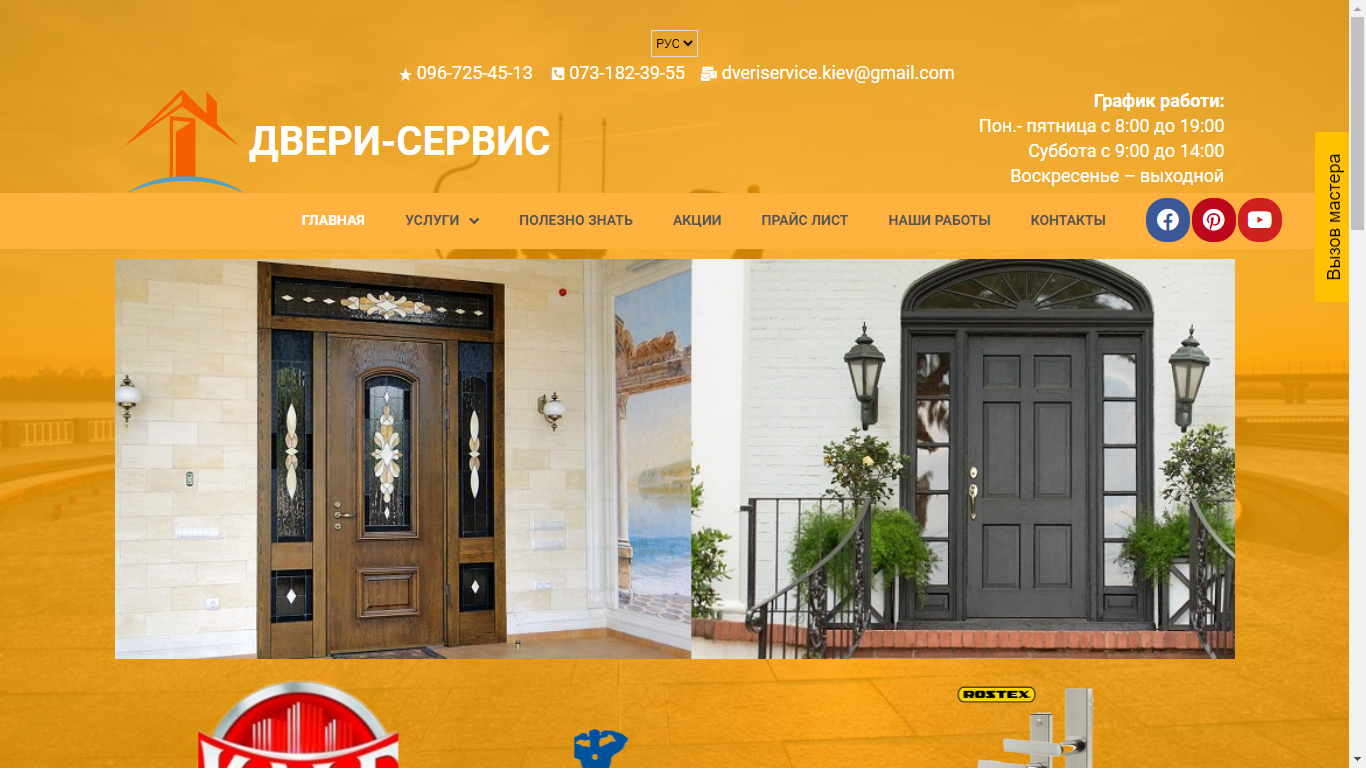 РУС
096-725-45-13 073-182-39-55 dveriservice.kiev@gmail.com
График работи:
Пон.- пятница с 8:00 до 19:00
Суббота с 9:00 до 14:00
Воскресенье – выходной
ДВЕРИ-СЕРВИС
Вызов мастера
ГЛАВНАЯ УСЛУГИ ПОЛЕЗНО ЗНАТЬ АКЦИИ ПРАЙС ЛИСТ НАШИ РАБОТЫ КОНТАКТЫ
ROSTEX